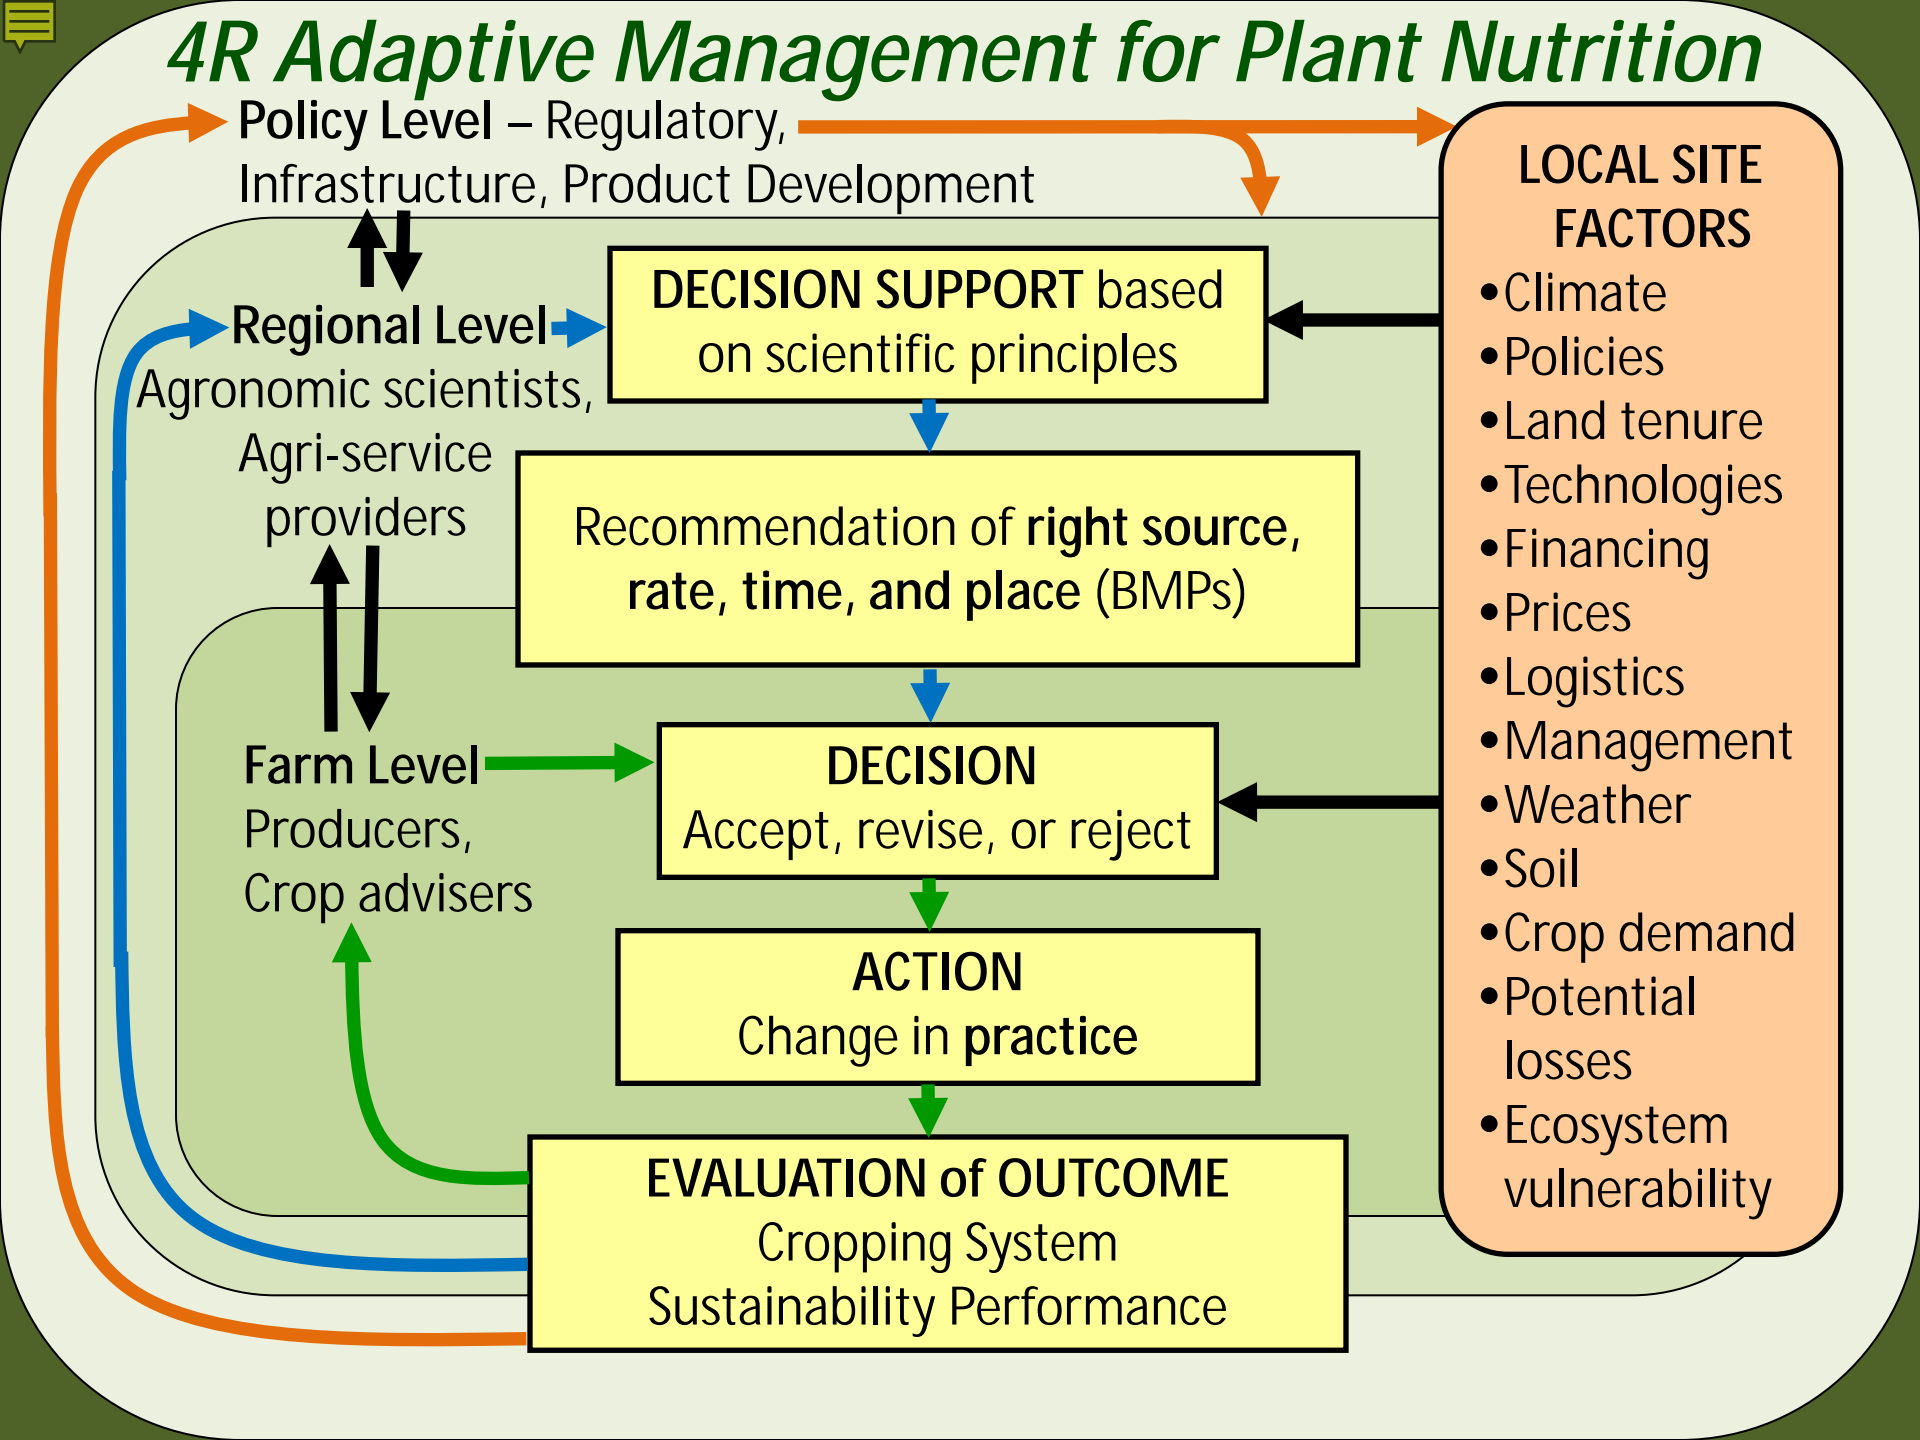 4R Adaptive Management for Plant Nutrition
Policy Level – Regulatory,
Infrastructure, Product Development
Regional Level
Agronomic scientists,
Agri-service
providers
Farm Level
Producers,
Crop advisers
DECISION SUPPORT based
on scientific principles
Recommendation of right source,
rate, time, and place (BMPs)
DECISION
Accept, revise, or reject
ACTION
Change in practice
EVALUATION of OUTCOME
Cropping System
Sustainability Performance
LOCAL SITE
FACTORS
•Climate
•Policies
•Land tenure
•Technologies
•Financing
•Prices
•Logistics
•Management
•Weather
•Soil
•Crop demand
•Potential
losses
•Ecosystem
vulnerability